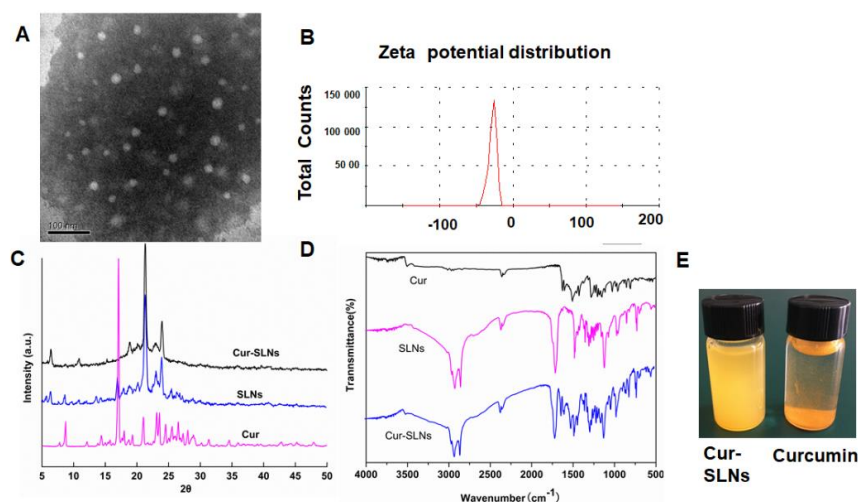 A
100 nm
B
Zeta potential distribution
Total Counts
150 000
100 000
50 00
-100 0 100 200
C
Intensity (a.u.)
Cur-SLNs
SLNs
Cur
5 10 15 20 25 30 35 40 45 50
2θ
D
Trannsmittance(%)
Cur
SLNs
Cur-SLNs
4000 3500 3000 2500 2000 1500 1000 500
Wavenumber(cm-1)
E
Cur-
SLNs
Curcumin